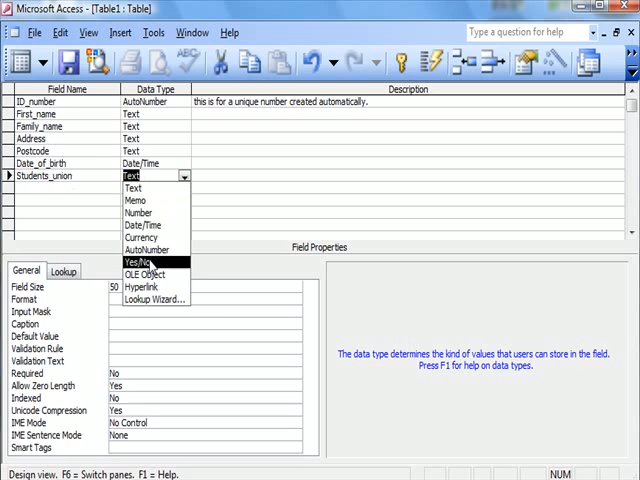 Microsoft Access - [Table1 : Table]
File Edit View Insert Tools Window Help
Type a question for help
Field Name Data Type Description
ID_number AutoNumber this is for a unique number created automatically.
First_name Text
Family_name Text
Address Text
Postcode Text
Date_of_birth Date/Time
Students_union Text
Text
Memo
Number
Date/Time
Currency
AutoNumber
Yes/No
OLE Object
Hyperlink
Lookup Wizard...
Field Properties
General Lookup
Field Size 50
Format
Input Mask
Caption
Default Value
Validation Rule
Validation Text
Required No
Allow Zero Length Yes
Indexed No
Unicode Compression Yes
IME Mode No Control
IME Sentence Mode None
Smart Tags
The data type determines the kind of values that users can store in the field.
Press F1 for help on data types.
Design view. F6 = Switch panes. F1 = Help. NUM